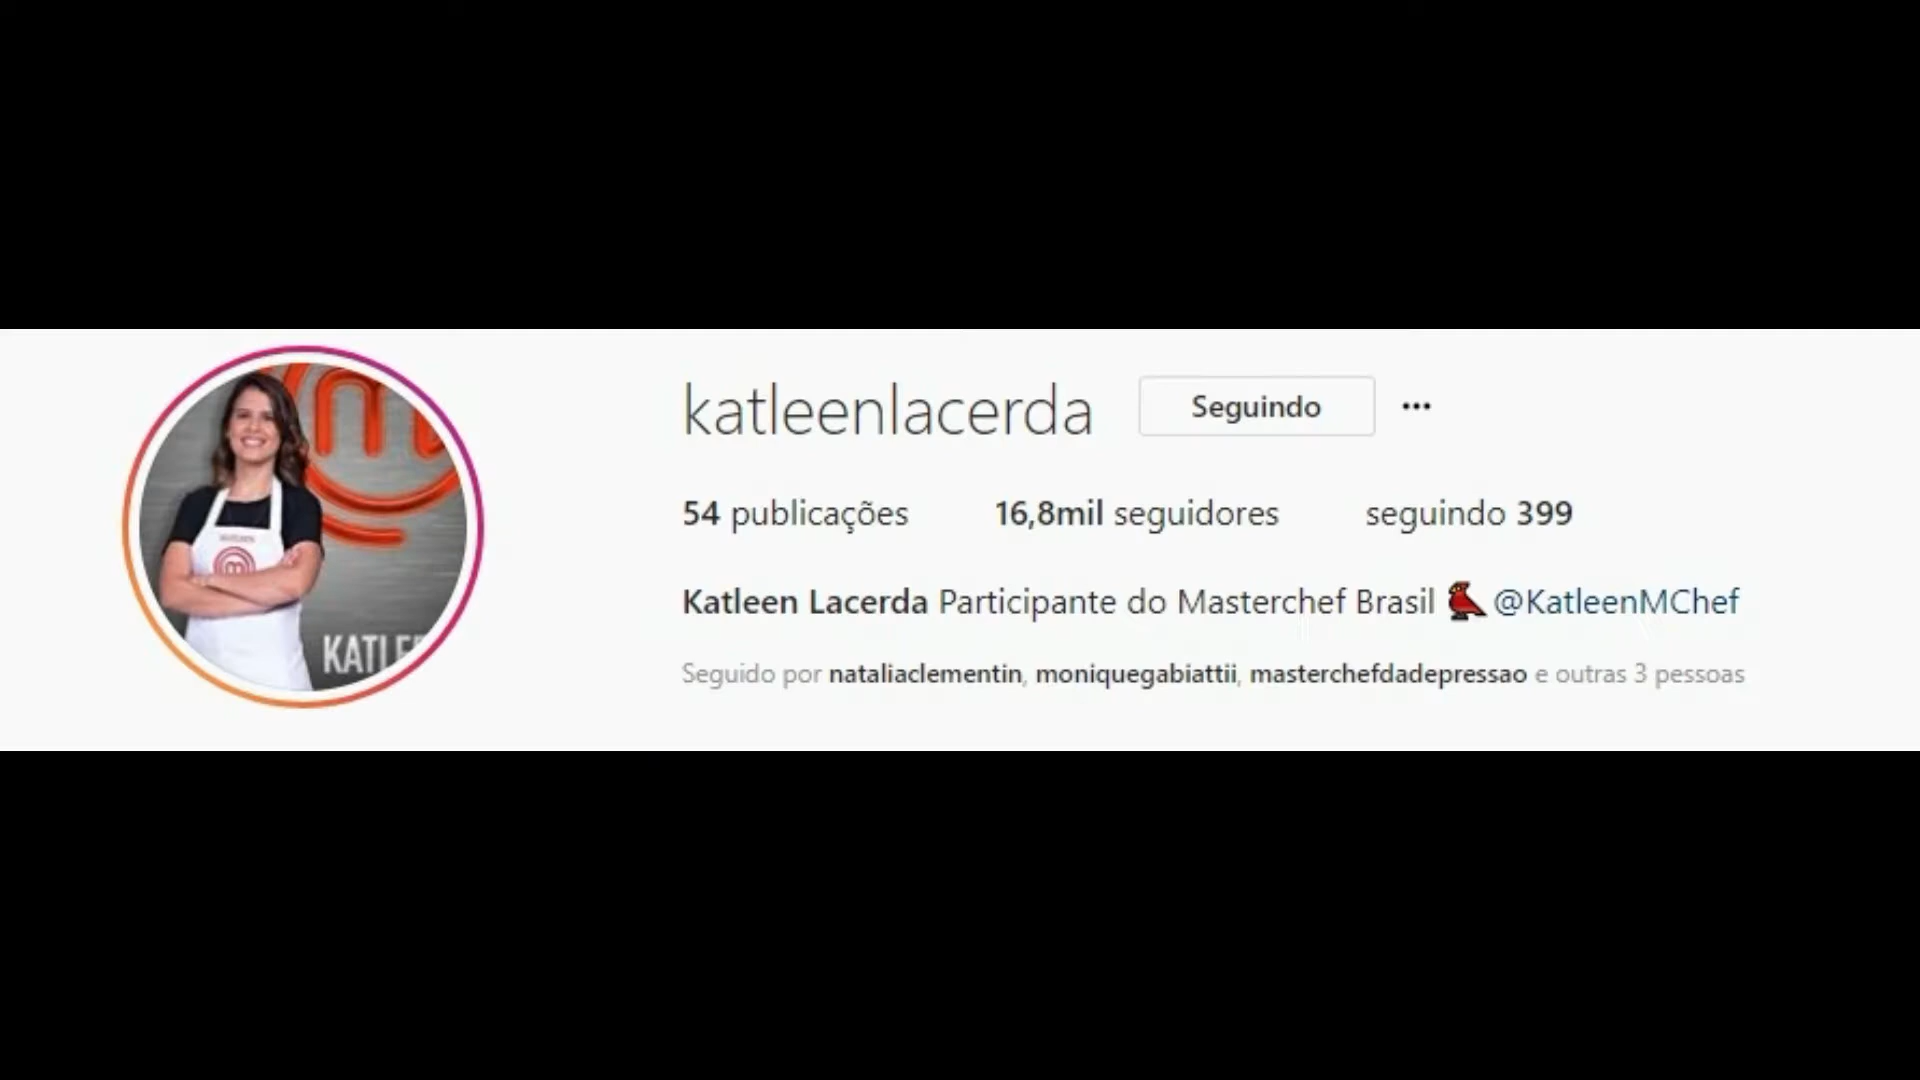 katleenlacerda Seguindo ...
54 publicações 16,8mil seguidores seguindo 399
Katleen Lacerda Participante do Masterchef Brasil @KatleenMChef
Seguido por nataliaclementin, moniquegabiattii, masterchefdadepressao e outras 3 pessoas
m
m
KATLE